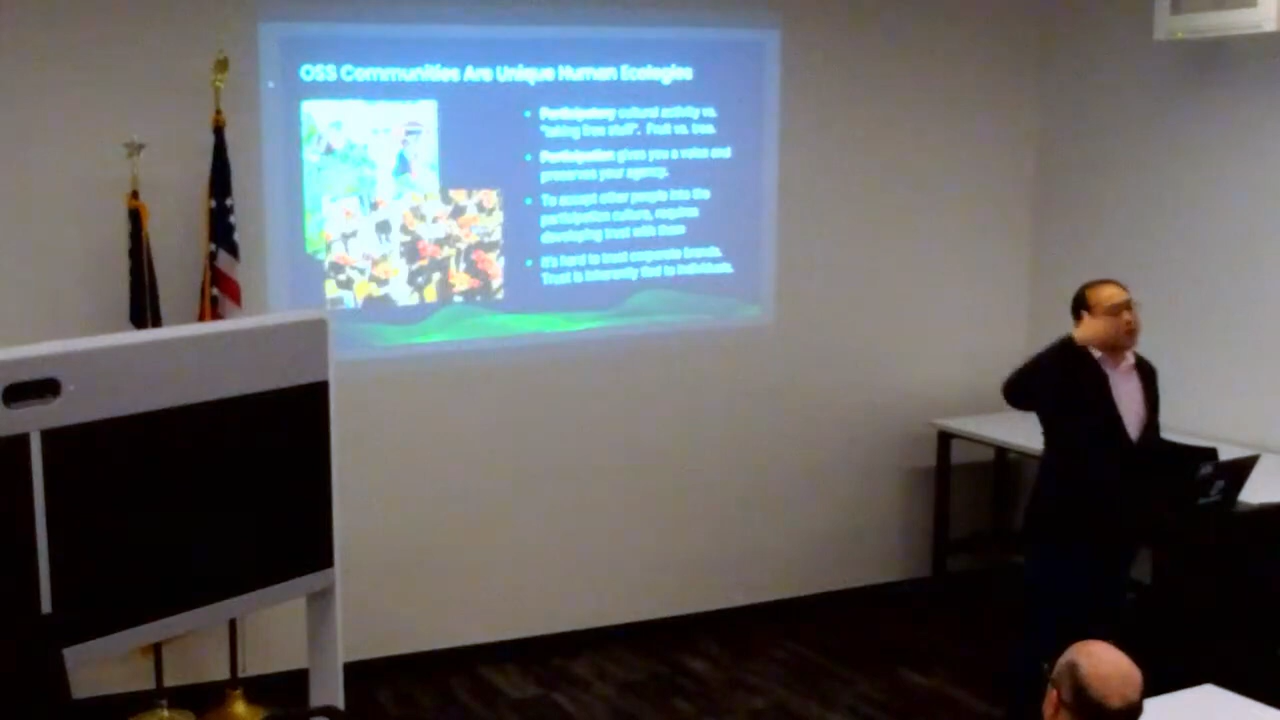 OSS Communities Are Unique Human Ecologies
Participatory cultural activity vs.
"taking free stuff". Fruit vs. tree.
Participation gives you a voice and
preserves your agency.
To accept other people into the
participation culture, requires
developing trust with them
It's hard to trust corporate brands.
Trust is inherently tied to individuals.